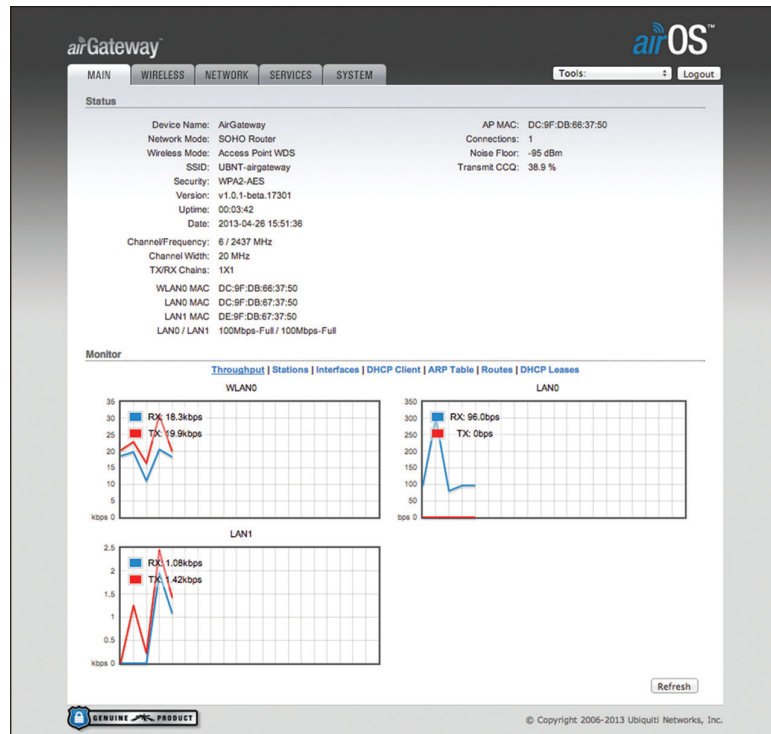 airGateway™
airOS™
MAIN WIRELESS NETWORK SERVICES SYSTEM
Tools: Logout
Status
Device Name: AirGateway
Network Mode: SOHO Router
Wireless Mode: Access Point WDS
SSID: UBNT-airgateway
Security: WPA2-AES
Version: v1.0.1-beta.17301
Uptime: 00:03:42
Date: 2013-04-26 15:51:36
Channel/Frequency: 6 / 2437 MHz
Channel Width: 20 MHz
TX/RX Chains: 1X1
WLAN0 MAC DC:9F:DB:66:37:50
LAN0 MAC DC:9F:DB:67:37:50
LAN1 MAC DE:9F:DB:67:37:50
LAN0 / LAN1 100Mbps-Full / 100Mbps-Full
AP MAC: DC:9F:DB:66:37:50
Connections: 1
Noise Floor: -95 dBm
Transmit CCQ: 38.9 %
Monitor
Throughput | Stations | Interfaces | DHCP Client | ARP Table | Routes | DHCP Leases
WLAN0
35
30
25
20
15
10
5
kbps 0
RX: 18.3kbps
TX: 19.9kbps
LAN0
350
300
250
200
150
100
50
bps 0
RX: 96.0bps
TX: 0bps
LAN1
2.5
2
1.5
1
0.5
kbps 0
RX: 1.08kbps
TX: 1.42kbps
Refresh
GENUINE PRODUCT
© Copyright 2006-2013 Ubiquiti Networks, Inc.